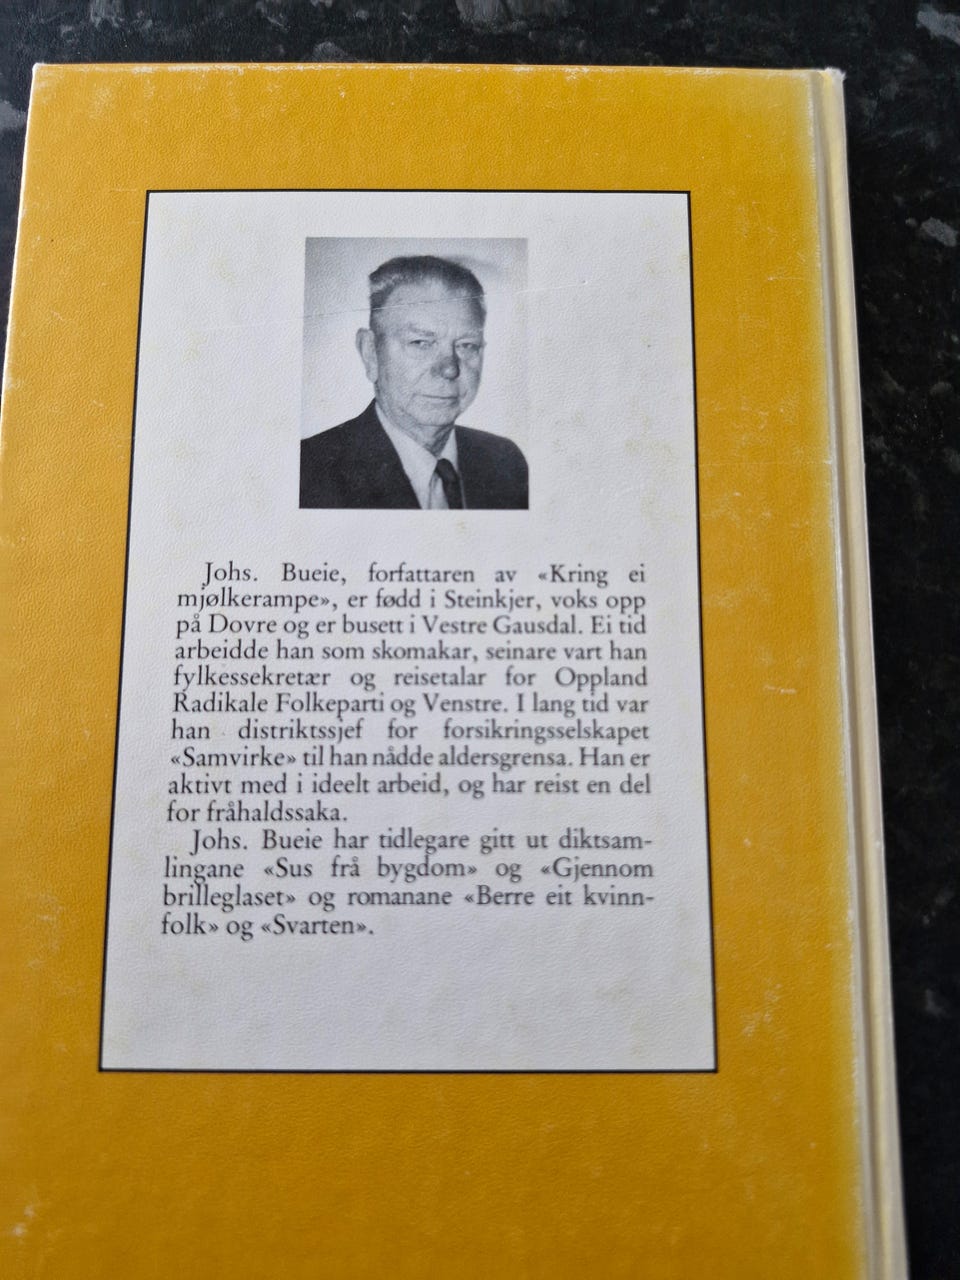 Johs. Bueie, forfattaren av «Kring ei
mjølkerampe», er fødd i Steinkjer, voks opp
på Dovre og er busett i Vestre Gausdal. Ei tid
arbeidde han som skomakar, seinare vart han
fylkessekretær og reisetalar for Oppland
Radikale Folkeparti og Venstre. I lang tid var
han distriktssjef for forsikringsselskapet
«Samvirke» til han nådde aldersgrensa. Han er
aktivt med i ideelt arbeid, og har reist en del
for fråhaldssaka.
Johs. Bueie har tidlegare gitt ut diktsam-
lingane «Sus frå bygdom» og «Gjennom
brilleglaset» og romanane «Berre eit kvinn-
folk» og «Svarten».